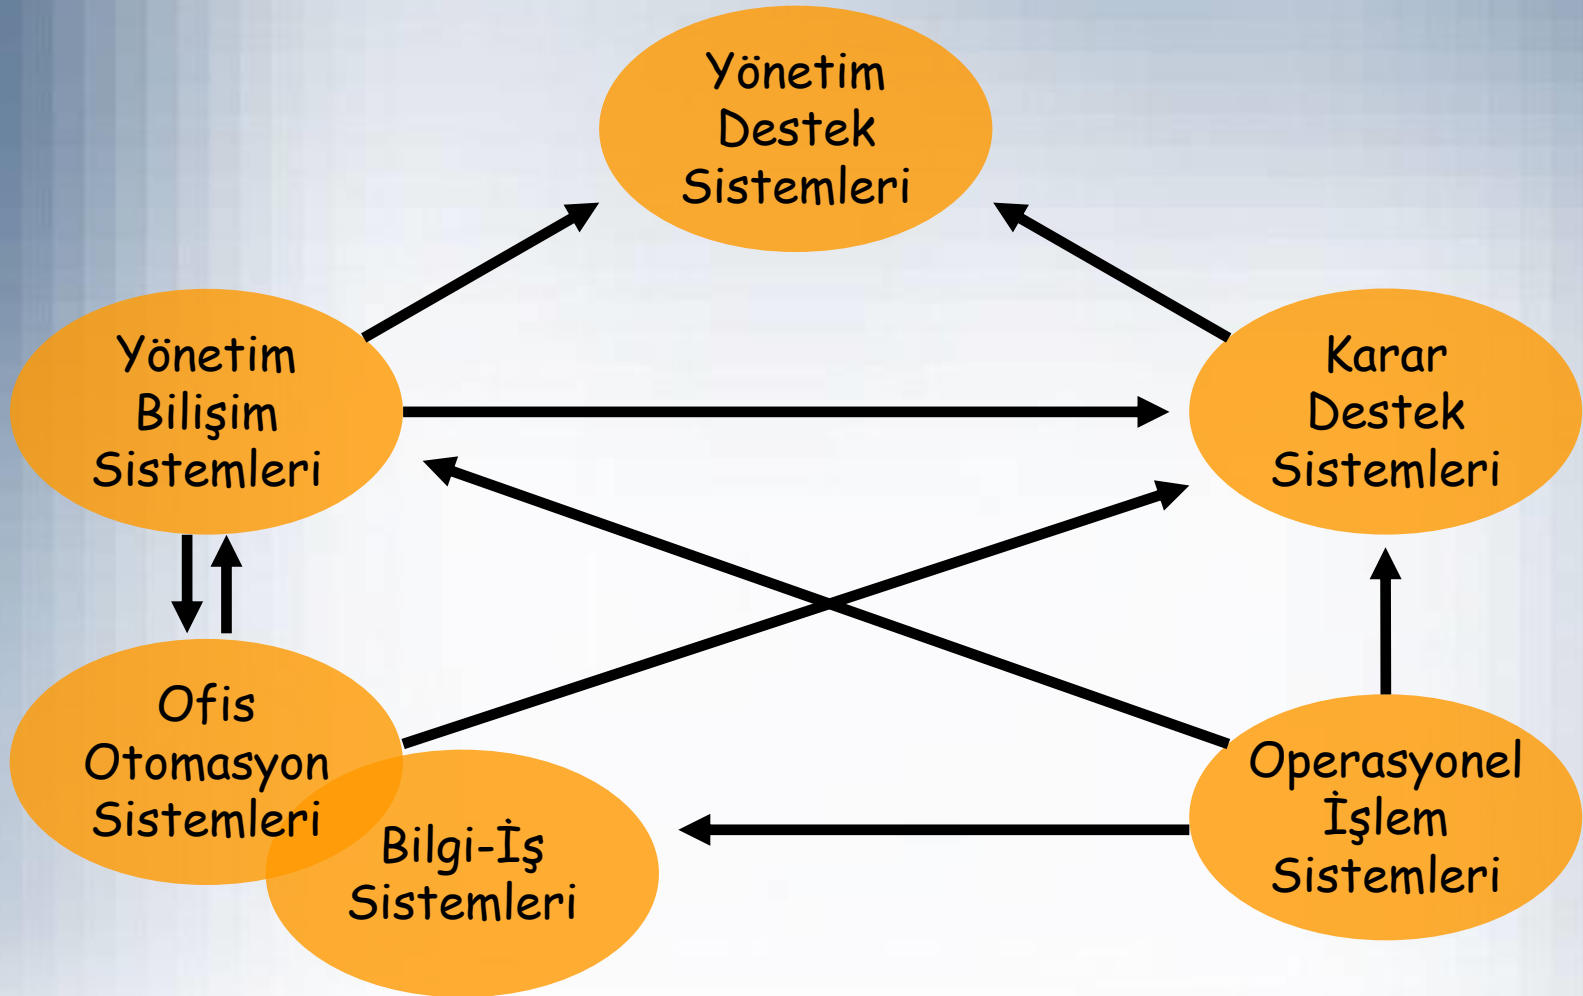 Yönetim
Destek
Sistemleri
Yönetim
Bilişim
Sistemleri
Karar
Destek
Sistemleri
Ofis
Otomasyon
Sistemleri
Bilgi-İş
Sistemleri
Operasyonel
İşlem
Sistemleri